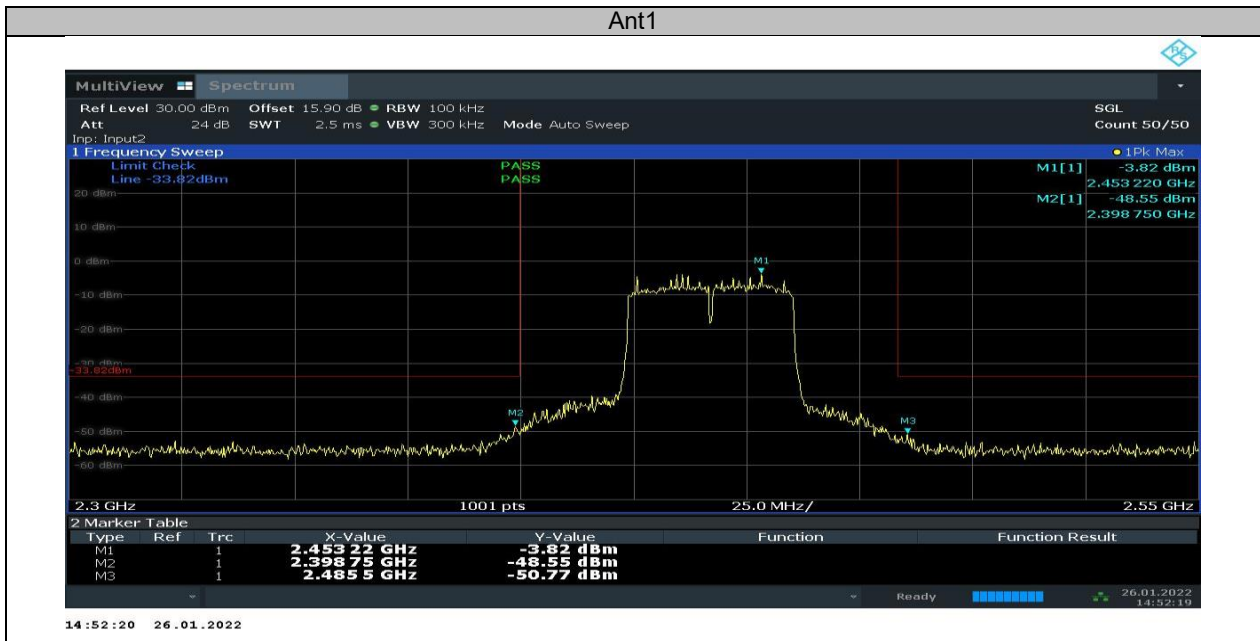 Ant1
R&S
MultiView Spectrum
Ref Level 30.00 dBm Offset 15.90 dB RBW 100 kHz SGL
Att 24 dB SWT 2.5 ms VBW 300 kHz Mode Auto Sweep Count 50/50
Inp: Input2
1 Frequency Sweep 1Pk Max
Limit Check PASS M1[1] -3.82 dBm
Line -33.82dBm PASS 2.453 220 GHz
20 dBm M2[1] -48.55 dBm
2.398 750 GHz
10 dBm
0 dBm M1
-10 dBm
-20 dBm
-30 dBm
-33.82dBm
-40 dBm
M2 M3
-50 dBm
-60 dBm
2.3 GHz 1001 pts 25.0 MHz/ 2.55 GHz
2 Marker Table
Type Ref Trc X-Value Y-Value Function Function Result
M1 1 2.453 22 GHz -3.82 dBm
M2 1 2.398 75 GHz -48.55 dBm
M3 1 2.485 5 GHz -50.77 dBm
Ready 26.01.2022
14:52:19
14:52:20 26.01.2022